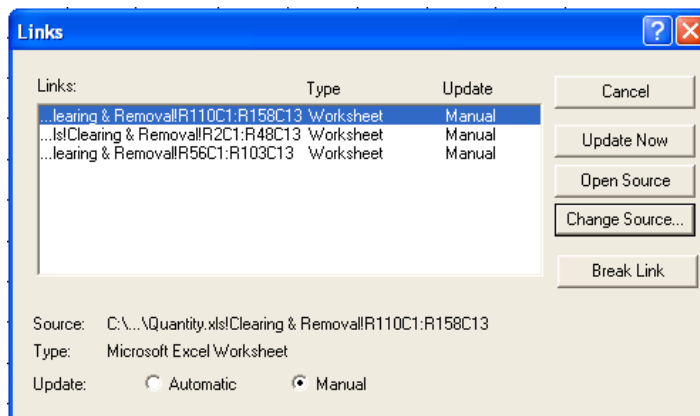 Links
Links: Type Update
...learing & Removal!R110C1:R158C13 Worksheet Manual
...ls!Clearing & Removal!R2C1:R48C13 Worksheet Manual
...learing & Removal!R56C1:R103C13 Worksheet Manual
Cancel
Update Now
Open Source
Change Source...
Break Link
Source: C:\...\Quantity.xls!Clearing & Removal!R110C1:R158C13
Type: Microsoft Excel Worksheet
Update: Automatic Manual